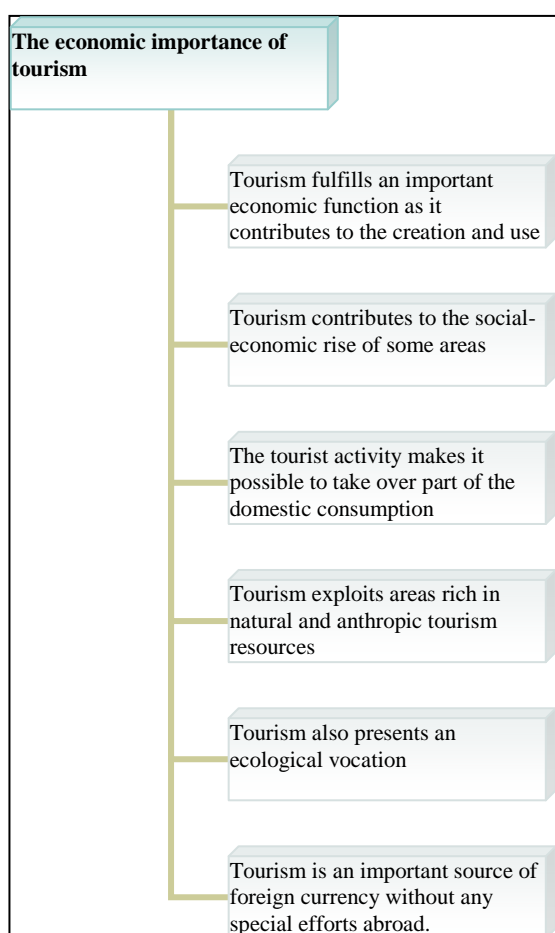 The economic importance of
tourism
Tourism fulfills an important
economic function as it
contributes to the creation and use
Tourism contributes to the social-
economic rise of some areas
The tourist activity makes it
possible to take over part of the
domestic consumption
Tourism exploits areas rich in
natural and anthropic tourism
resources
Tourism also presents an
ecological vocation
Tourism is an important source of
foreign currency without any
special efforts abroad.